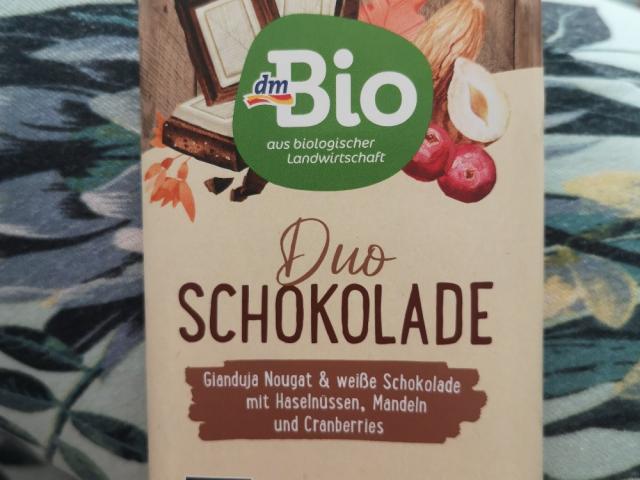 dm
Bio
aus biologischer
Landwirtschaft
Duo
SCHOKOLADE
Gianduja Nougat & weiße Schokolade
mit Haselnüssen, Mandeln
und Cranberries